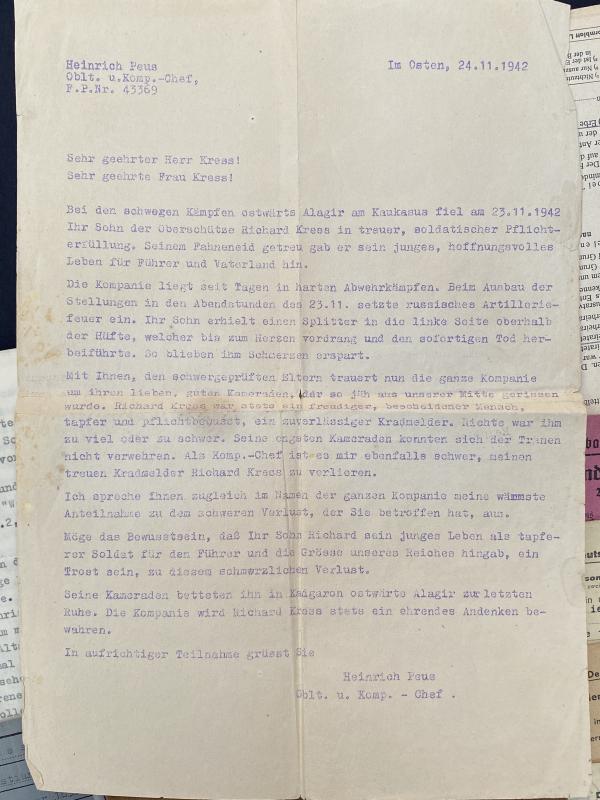 Heinrich Peus
Oblt. u.Komp.-Chef,
F.P.Nr. 43369
Im Osten, 24.11.1942
Sehr geehrter Herr Kress!
Sehr geehrte Frau Kress!
Bei den schwegen Kämpfen ostwärts Alagir am Kaukasus fiel am 23.11.1942
Ihr Sohn der Oberschütze Richard Kress in treuer, soldatischer Pflicht-
erfüllung. Seinem Fahneneid getreu gab er sein junges, hoffnungsvolles
Leben für Führer und Vaterland hin.
Die Kompanie liegt seit Tagen in harten Abwehrkämpfen. Beim Ausbau der
Stellungen in den Abendstunden des 23.11. setzte russisches Artillerie-
feuer ein. Ihr Sohn erhielt einen Splitter in die linke Seite oberhalb
der Hüfte, welcher bis zum Herzen vordrang und den sofortigen Tod her-
beiführte. So blieben ihm Schmerzen erspart.
Mit Ihnen, den schwergeprüften Eltern trauert nun die ganze Kompanie
um ihren lieben, guten Kameraden, der so jäh aus unserer Mitte gerissen
wurde. Richard Kress war stets ein freudiger, bescheidener Mensch,
tapfer und pflichtbewusst, ein zuverlässiger Kradmelder. Nichts war ihm
zu viel oder zu schwer. Seine engsten Kameraden konnten sich der Tränen
nicht verwehren. Als Komp.-Chef ist es mir ebenfalls schwer, meinen
treuen Kradmelder Richard Kress zu verlieren.
Ich spreche Ihnen zugleich im Namen der ganzen Kompanie meine wärmste
Anteilnahme zu dem schweren Verlust, der Sie betroffen hat, aus.
Möge das Bewusstsein, daß Ihr Sohn Richard sein junges Leben als tapfe-
rer Soldat für den Führer und die Grösse unseres Reiches hingab, ein
Trost sein, zu diesem schmerzlichen Verlust.
Seine Kameraden betteten ihn in Kadgaron ostwärts Alagir zur letzten
Ruhe. Die Kompanie wird Richard Kress stets ein ehrendes Andenken be-
wahren.
In aufrichtiger Teilnahme grüsst Sie
Heinrich Peus
Oblt. u. Komp. - Chef .